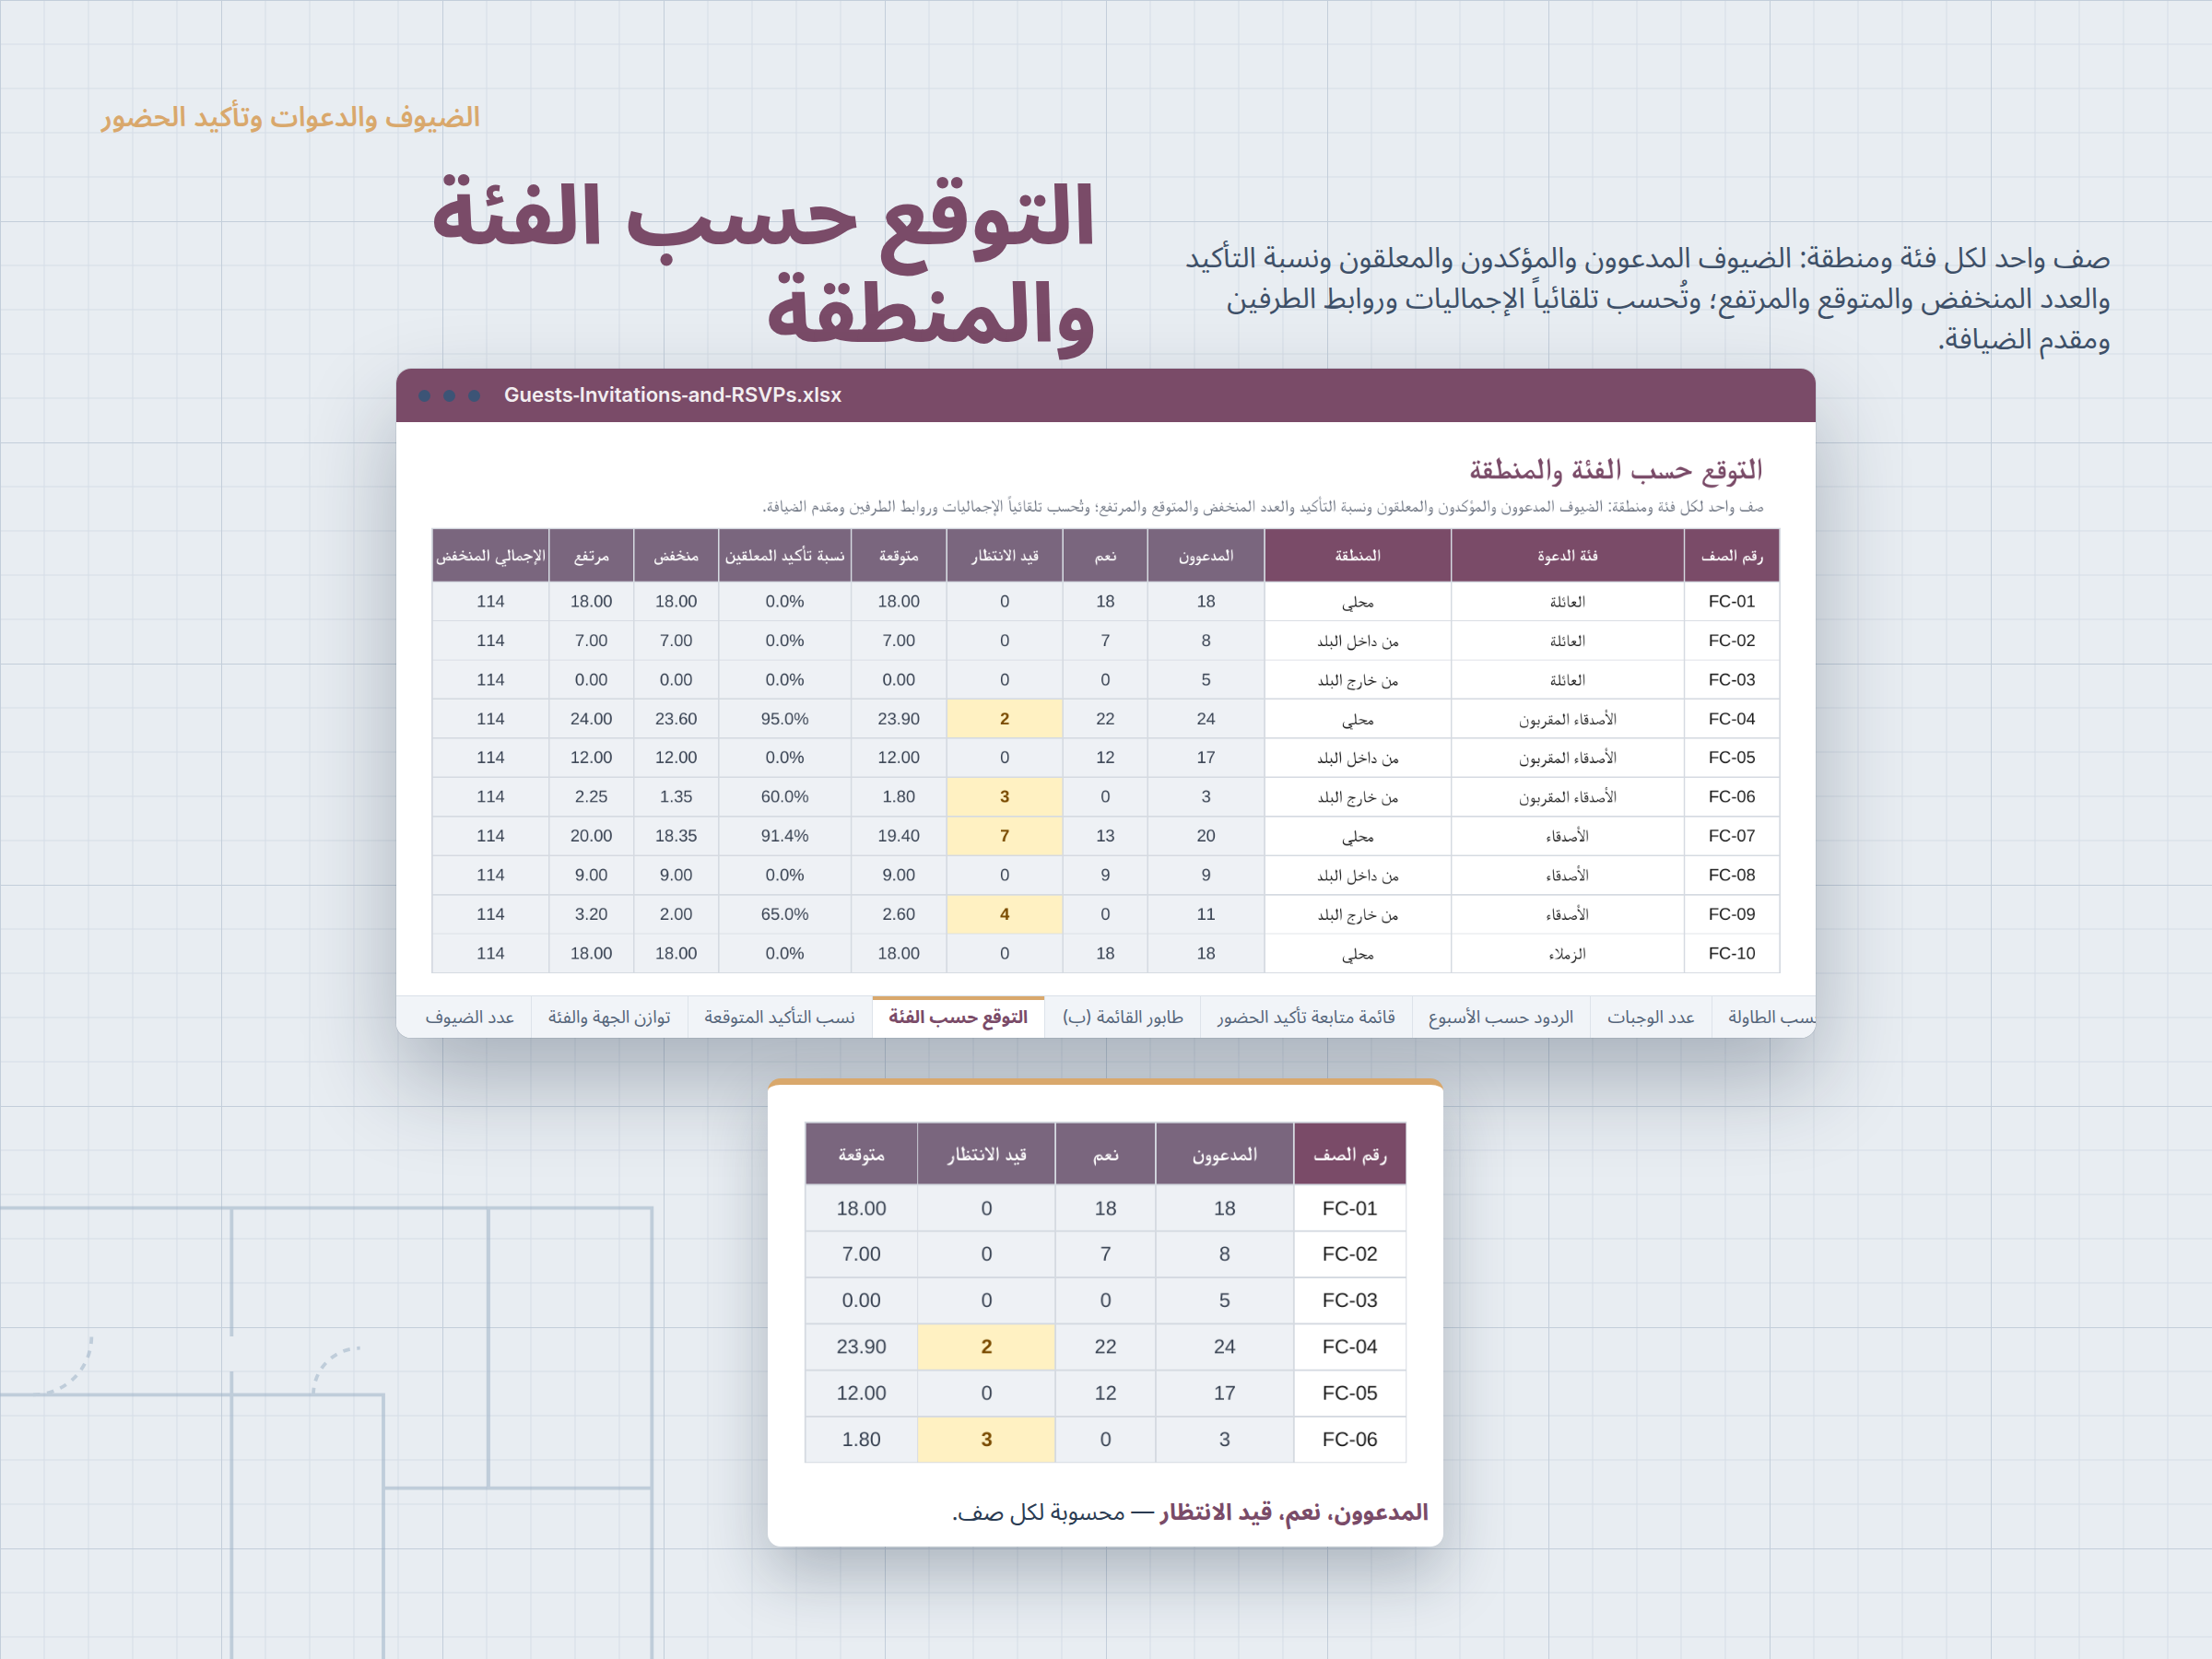 الضيوف والدعوات وتأكيد الحضور
التوقع حسب الفئة
والمنطقة
صف واحد لكل فئة ومنطقة: الضيوف المدعوون والمؤكدون والمعلقون ونسبة التأكيد
والعدد المنخفض والمتوقع والمرتفع؛ وتُحسب تلقائياً الإجماليات وروابط الطرفين
ومقدم الضيافة.
Guests-Invitations-and-RSVPs.xlsx
التوقع حسب الفئة والمنطقة
صف واحد لكل فئة ومنطقة: الضيوف المدعوون والمؤكدون والمعلقون ونسبة التأكيد والعدد المنخفض والمتوقع والمرتفع؛ وتُحسب تلقائياً الإجماليات وروابط الطرفين ومقدم الضيافة.
رقم الصف فئة الدعوة المنطقة المدعوون نعم قيد الانتظار متوقعة نسبة تأكيد المعلقين منخفض مرتفع الإجمالي المنخفض
FC-01 العائلة محلي 18 18 0 18.00 0.0% 18.00 18.00 114
FC-02 العائلة من داخل البلد 8 7 0 7.00 0.0% 7.00 7.00 114
FC-03 العائلة من خارج البلد 5 0 0 0.00 0.0% 0.00 0.00 114
FC-04 الأصدقاء المقربون محلي 24 22 2 23.90 95.0% 23.60 24.00 114
FC-05 الأصدقاء المقربون من داخل البلد 17 12 0 12.00 0.0% 12.00 12.00 114
FC-06 الأصدقاء المقربون من خارج البلد 3 0 3 1.80 60.0% 1.35 2.25 114
FC-07 الأصدقاء محلي 20 13 7 19.40 91.4% 18.35 20.00 114
FC-08 الأصدقاء من داخل البلد 9 9 0 9.00 0.0% 9.00 9.00 114
FC-09 الأصدقاء من خارج البلد 11 0 4 2.60 65.0% 2.00 3.20 114
FC-10 الزملاء محلي 18 18 0 18.00 0.0% 18.00 18.00 114
سب الطاولة عدد الوجبات الردود حسب الأسبوع قائمة متابعة تأكيد الحضور طابور القائمة (ب) التوقع حسب الفئة نسب التأكيد المتوقعة توازن الجهة والفئة عدد الضيوف
رقم الصف المدعوون نعم قيد الانتظار متوقعة
FC-01 18 18 0 18.00
FC-02 8 7 0 7.00
FC-03 5 0 0 0.00
FC-04 24 22 2 23.90
FC-05 17 12 0 12.00
FC-06 3 0 3 1.80
المدعوون، نعم، قيد الانتظار — محسوبة لكل صف.